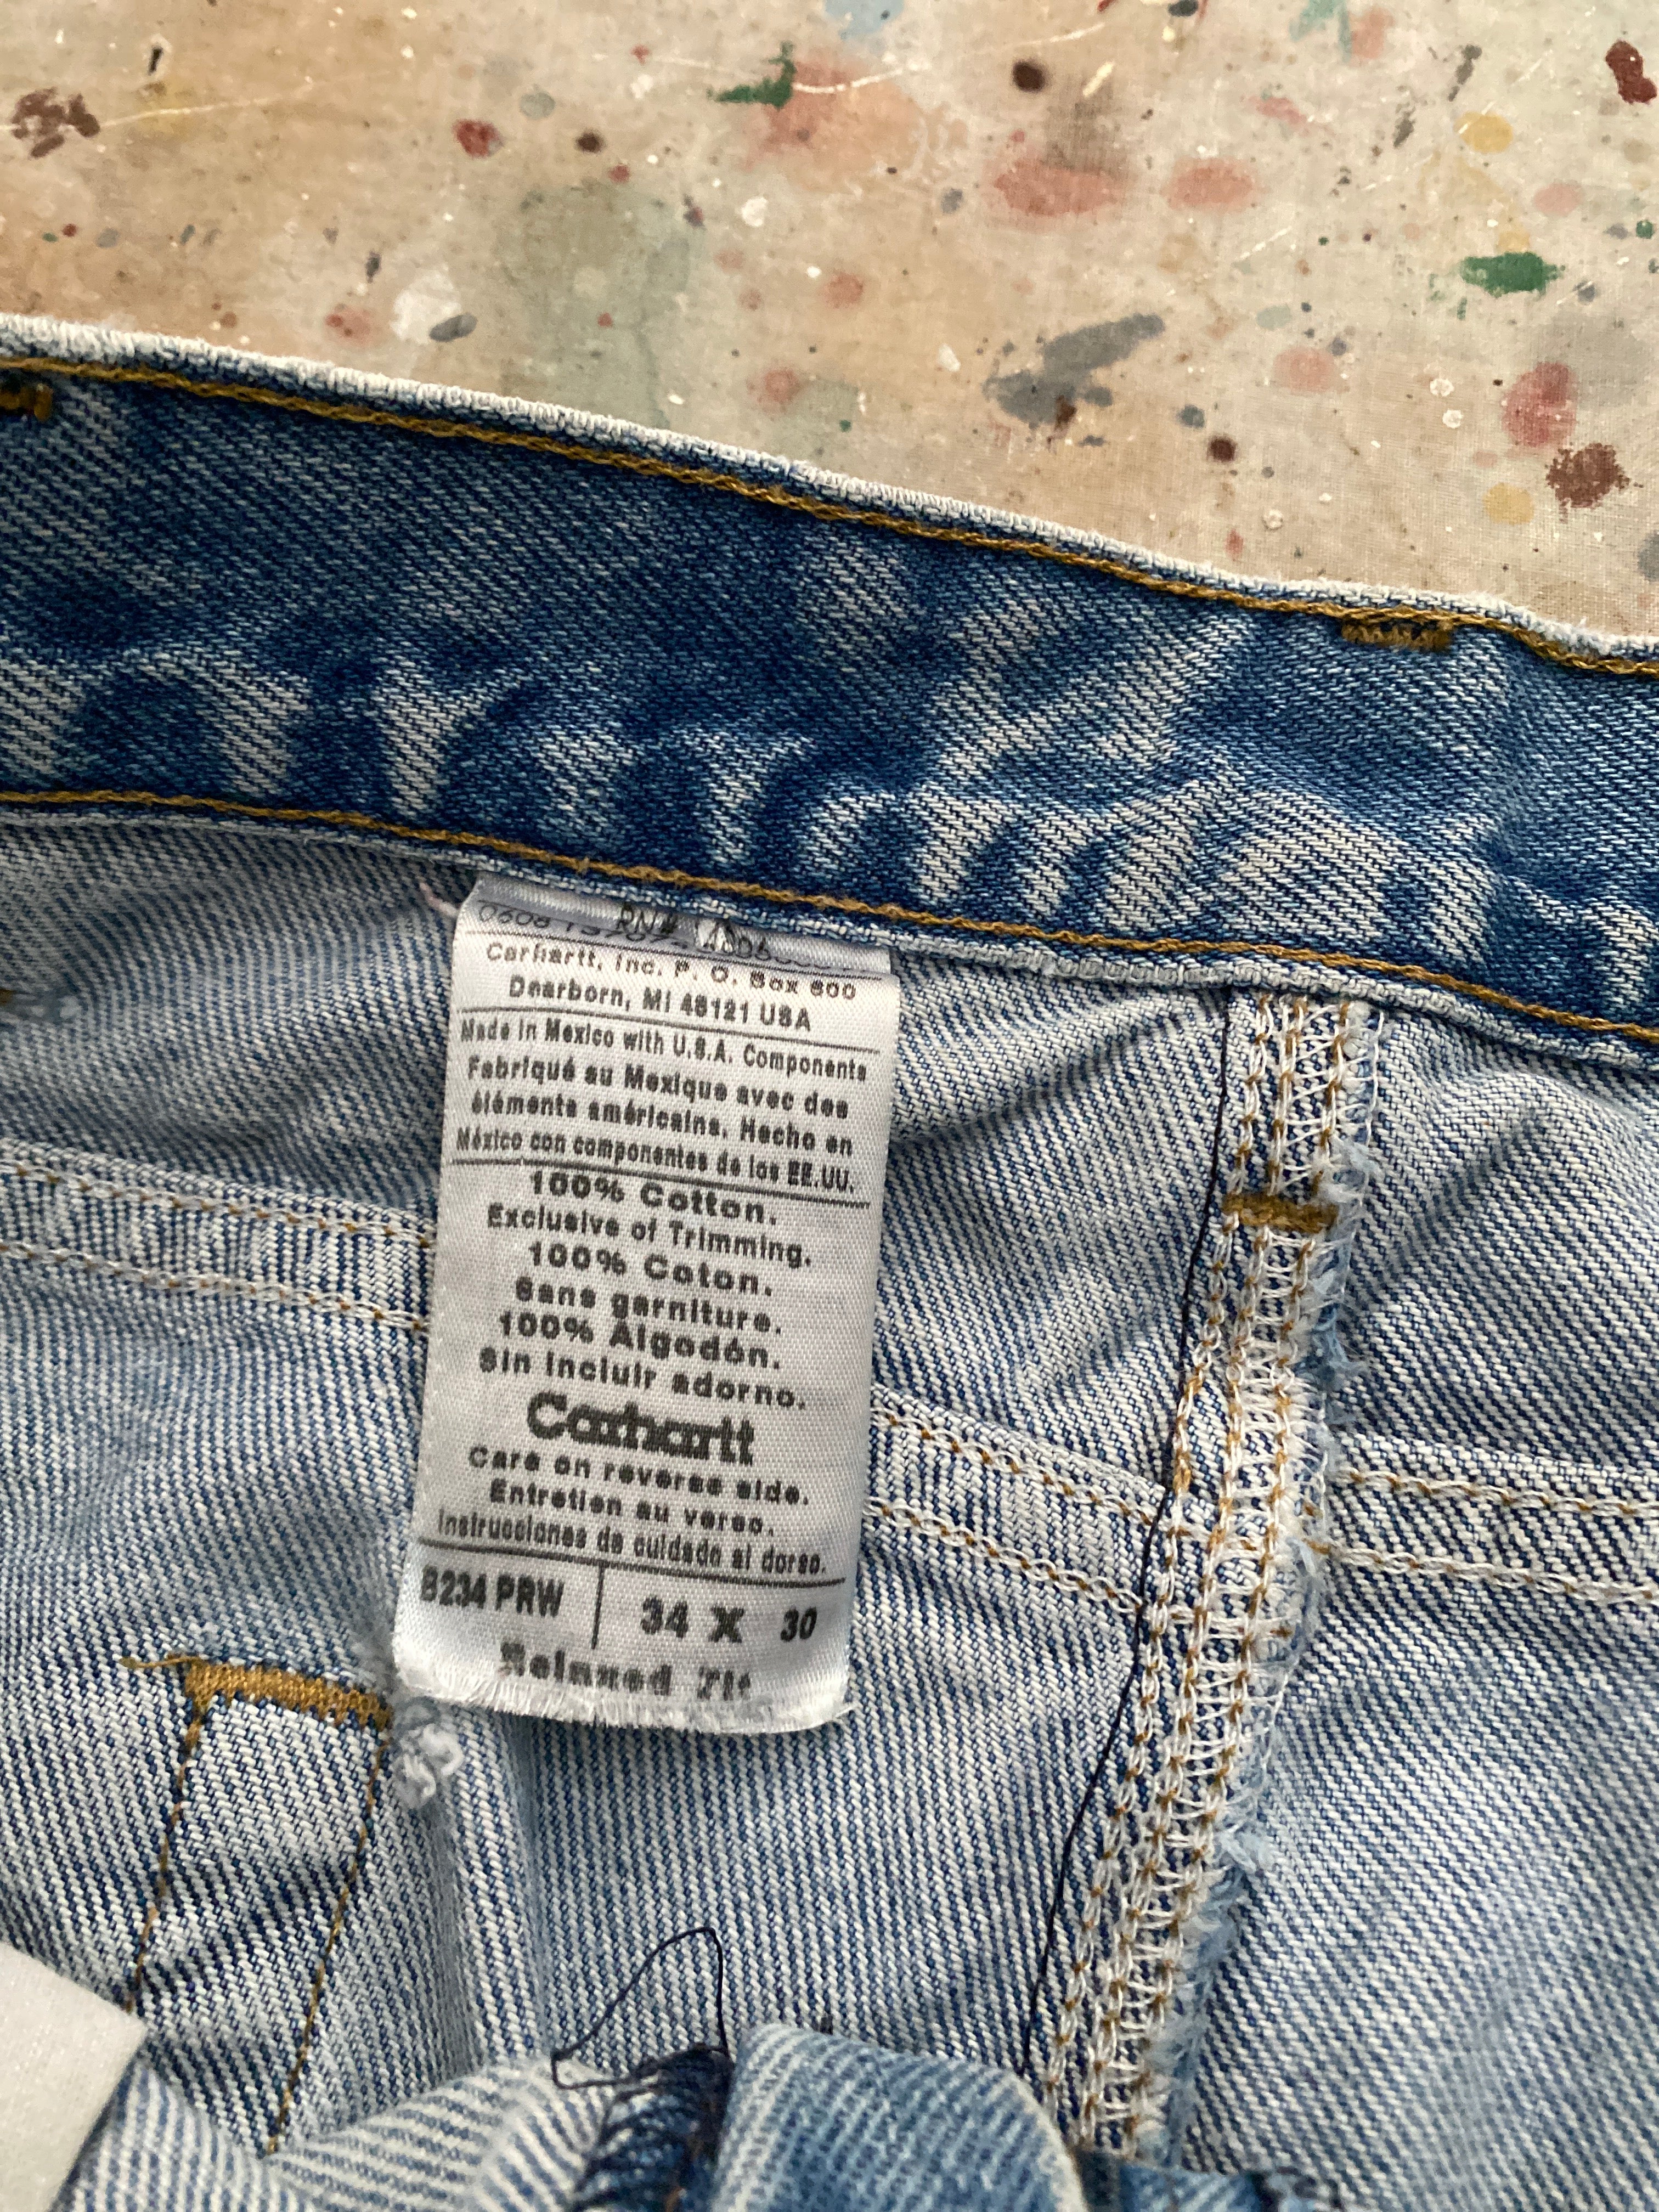 RN#
Carhartt, Inc. P. O. Box 600
Dearborn, MI 48121 USA
Made in Mexico with U.S.A. Components
Fabriqué au Mexique avec des
éléments américains. Hecho en
México con componentes de los EE.UU.
100% Cotton.
Exclusive of Trimming.
100% Coton.
Sans garniture.
100% Algodón.
Sin incluir adorno.
Carhartt
Care on reverse side.
Entretien au verso.
Instrucciones de cuidado al dorso.
B234 PRW 34 X 30
Relaxed Fit